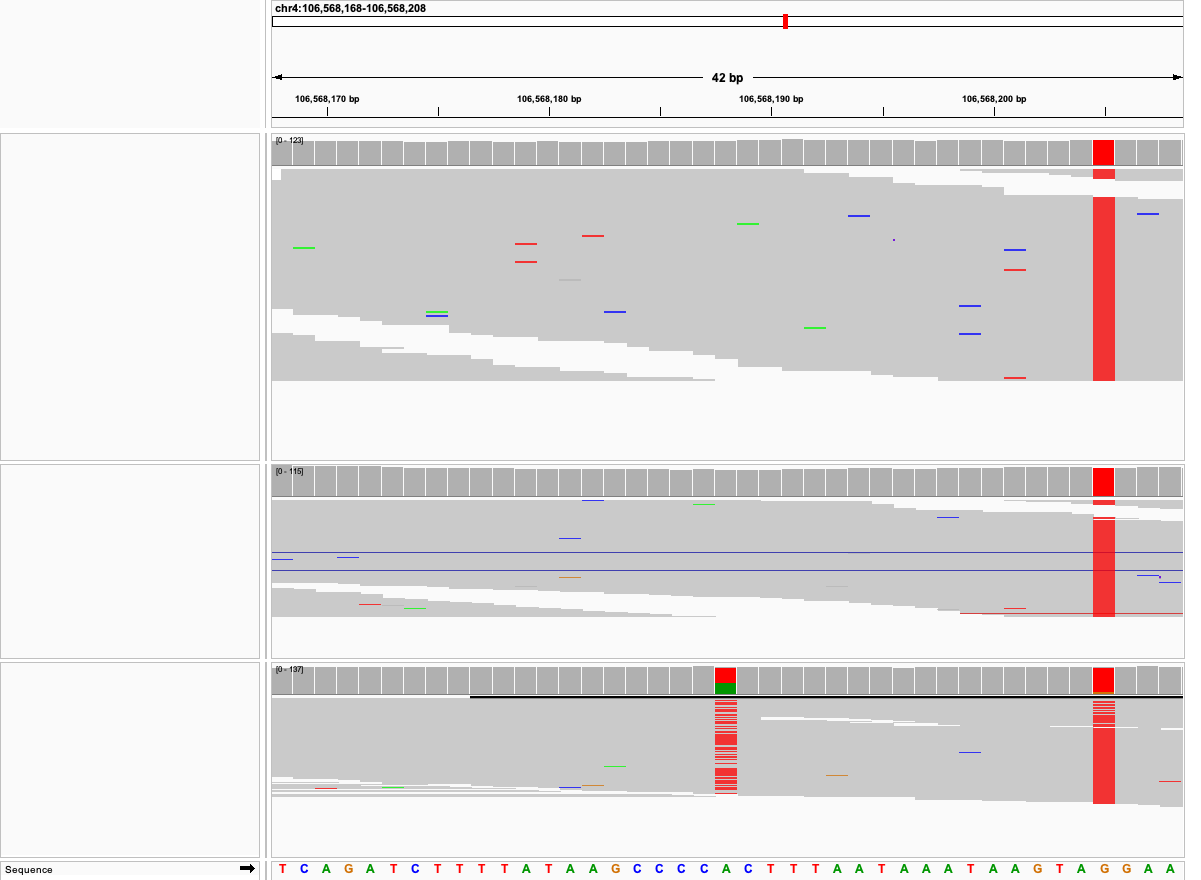 chr4:106,568,168-106,568,208
42 bp
106,568,170 bp 106,568,180 bp 106,568,190 bp 106,568,200 bp
[0 - 123]
[0 - 115]
[0 - 137]
Sequence T C A G A T C T T T T A T A A G C C C C A C T T T A A T A A A T A A G T A G G A A